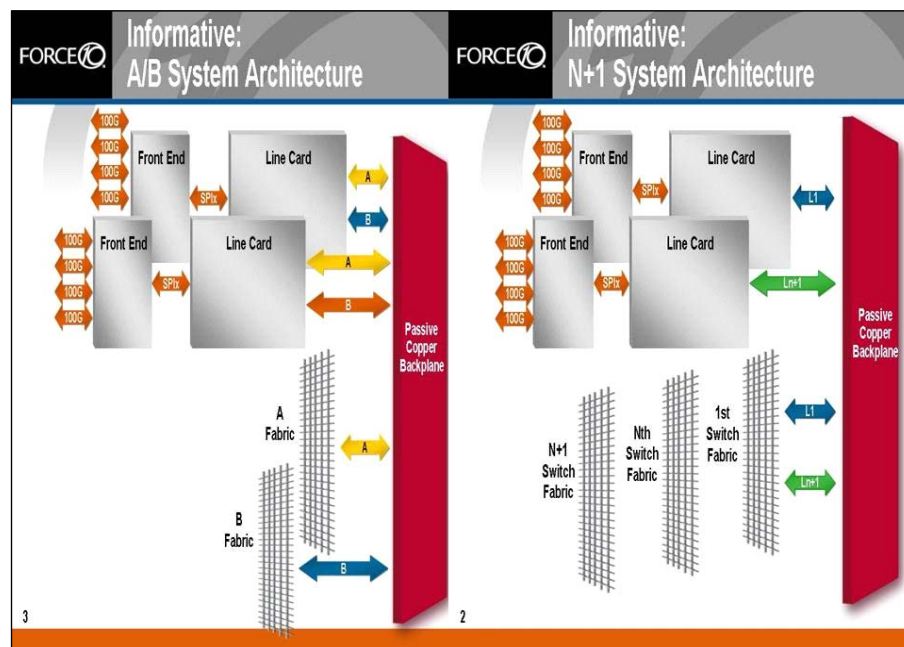 FORCE10
Informative:
A/B System Architecture
100G
100G
100G
100G
Front End
SPIx
Line Card
A
B
100G
100G
100G
100G
Front End
SPIx
Line Card
A
B
Passive
Copper
Backplane
A
Fabric
A
B
Fabric
B
3
FORCE10
Informative:
N+1 System Architecture
100G
100G
100G
100G
Front End
SPIx
Line Card
L1
100G
100G
100G
100G
Front End
SPIx
Line Card
Ln+1
Passive
Copper
Backplane
N+1
Switch
Fabric
Nth
Switch
Fabric
1st
Switch
Fabric
L1
Ln+1
2